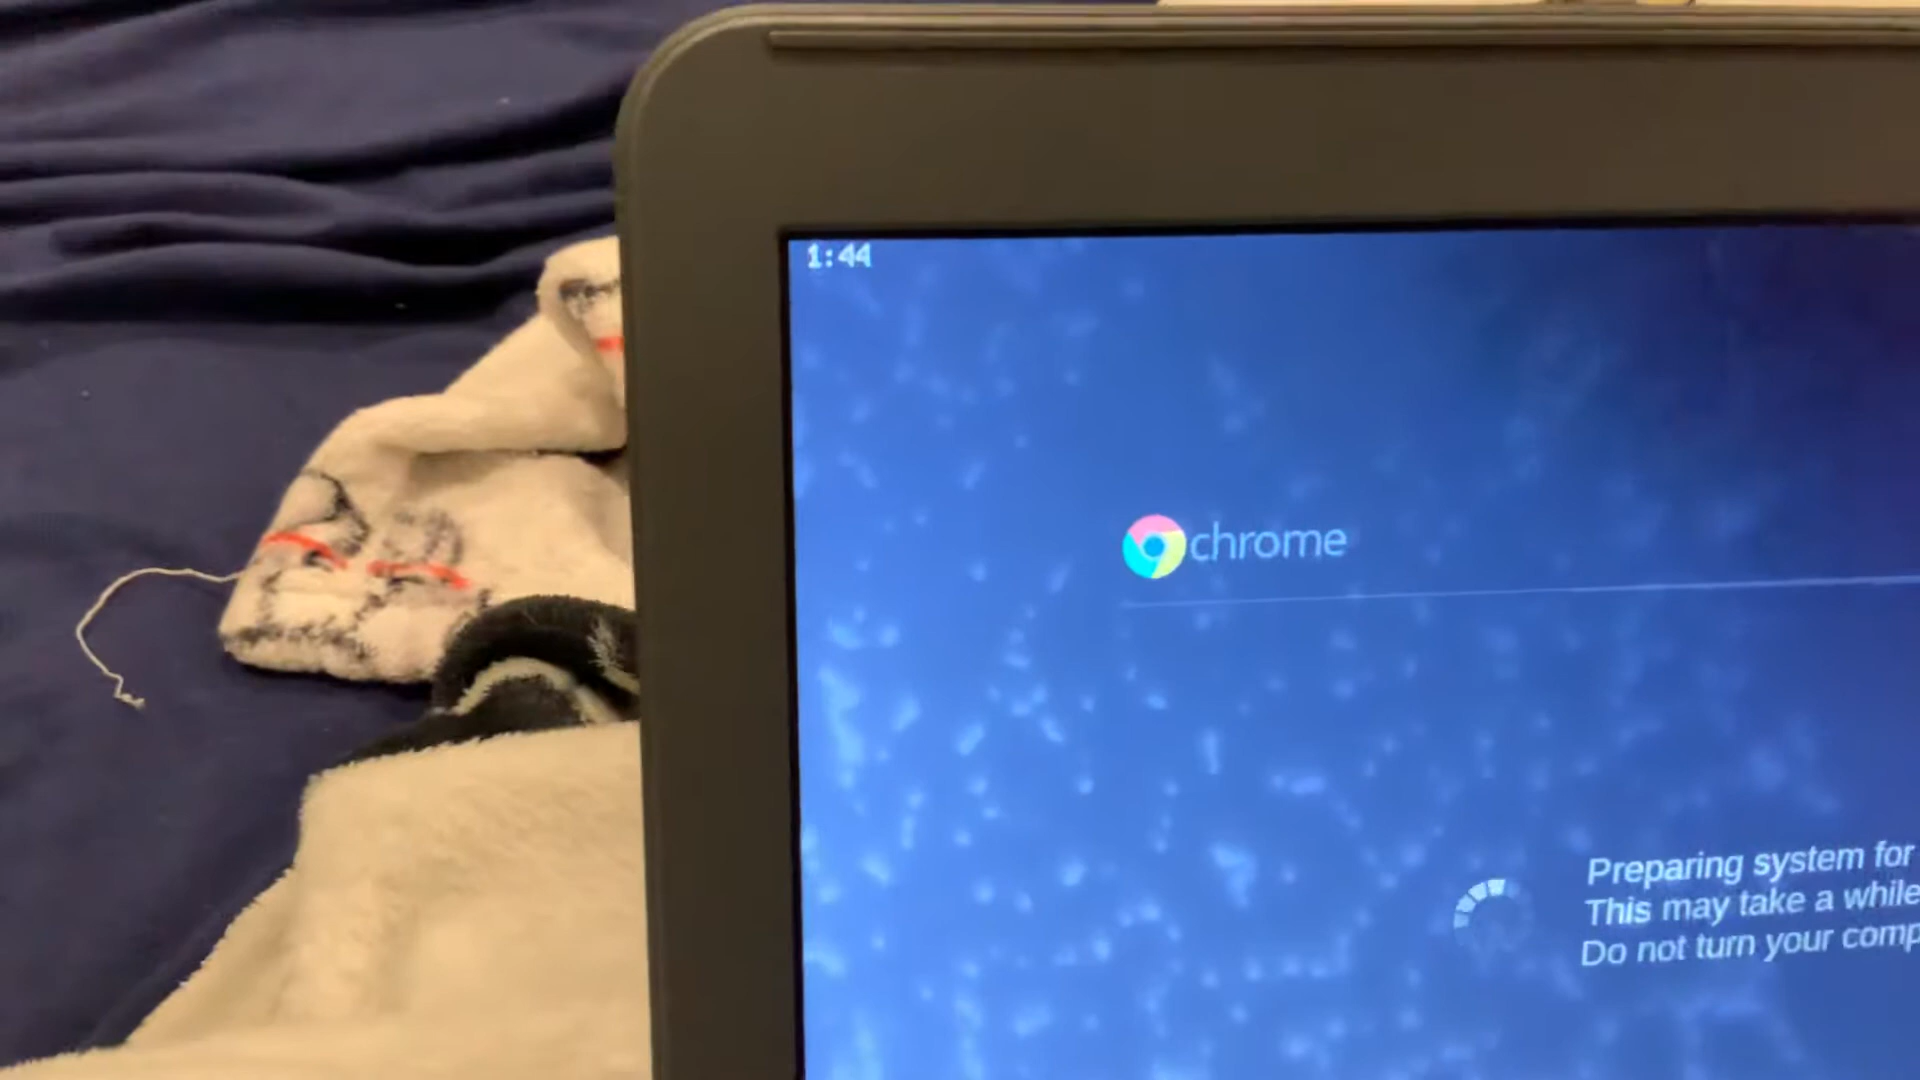 1:44
chrome
Preparing system for
This may take a while
Do not turn your comp